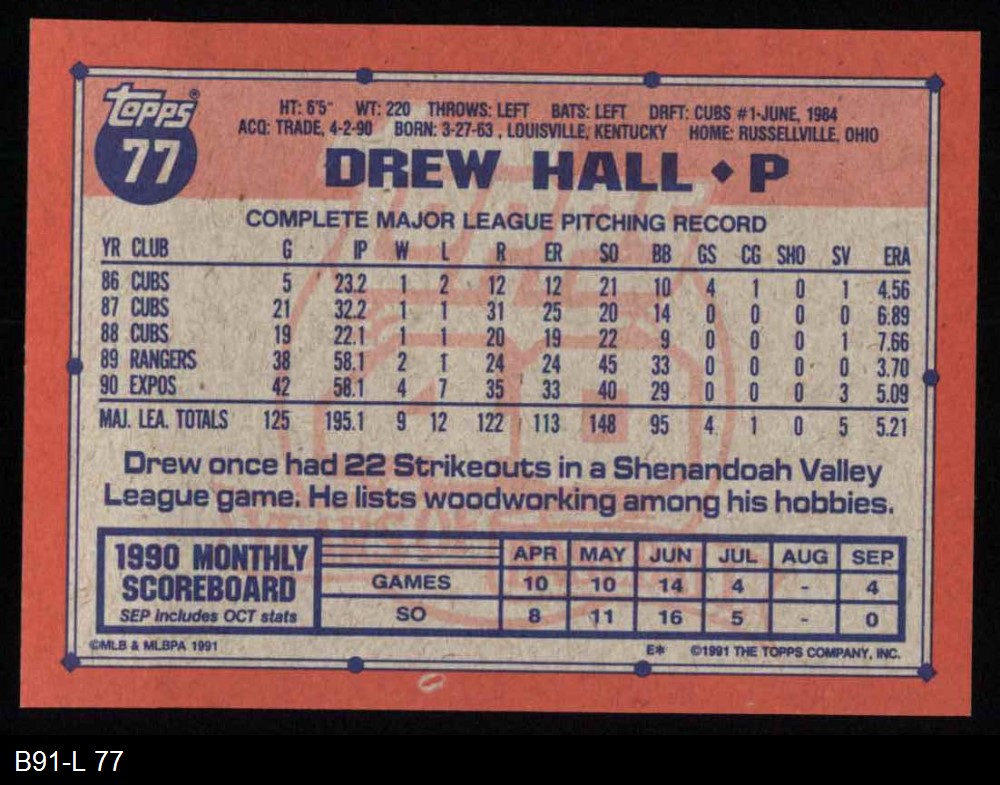 Topps®
77
HT: 6'5" WT: 220 THROWS: LEFT BATS: LEFT DRFT: CUBS #1-JUNE, 1984
ACQ: TRADE, 4-2-90 BORN: 3-27-63 , LOUISVILLE, KENTUCKY HOME: RUSSELLVILLE, OHIO
DREW HALL ◆ P
COMPLETE MAJOR LEAGUE PITCHING RECORD
YR CLUB G IP W L R ER SO BB GS CG SHO SV ERA
86 CUBS 5 23.2 1 2 12 12 21 10 4 1 0 1 4.56
87 CUBS 21 32.2 1 1 31 25 20 14 0 0 0 0 6.89
88 CUBS 19 22.1 1 1 20 19 22 9 0 0 0 1 7.66
89 RANGERS 38 58.1 2 1 24 24 45 33 0 0 0 0 3.70
90 EXPOS 42 58.1 4 7 35 33 40 29 0 0 0 3 5.09
MAJ. LEA. TOTALS 125 195.1 9 12 122 113 148 95 4 1 0 5 5.21
Drew once had 22 Strikeouts in a Shenandoah Valley
League game. He lists woodworking among his hobbies.
1990 MONTHLY
SCOREBOARD
SEP Includes OCT stats
APR MAY JUN JUL AUG SEP
GAMES 10 10 14 4 - 4
SO 8 11 16 5 - 0
©MLB & MLBPA 1991 E* ©1991 THE TOPPS COMPANY, INC.
B91-L 77